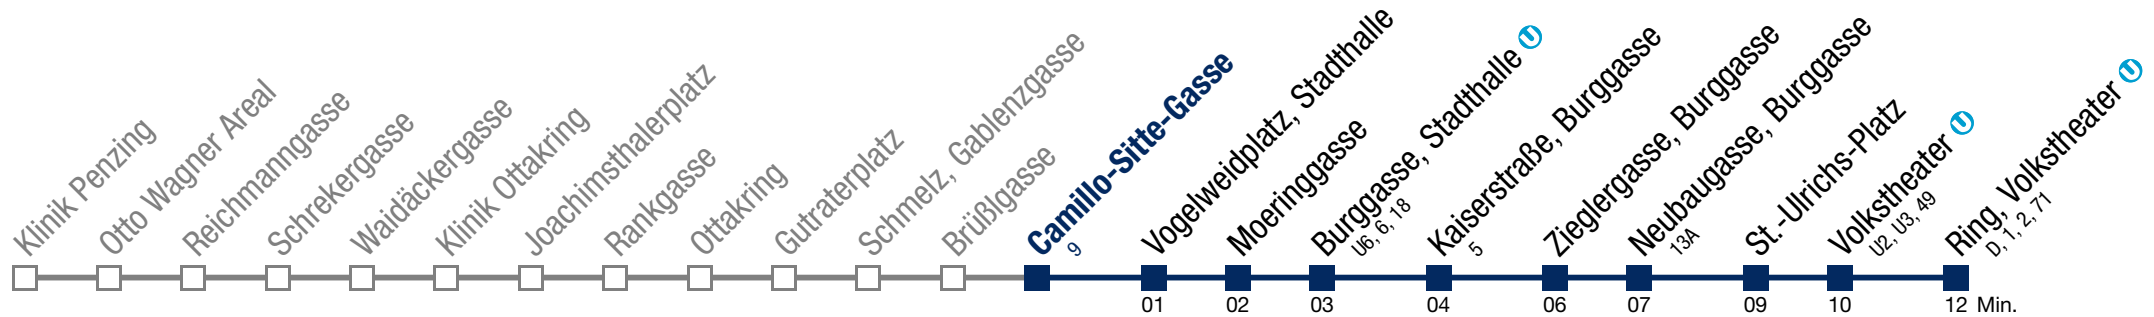 Klinik Penzing
Otto Wagner Areal
Reichmanngasse
Schrekergasse
Waidäckergasse
Klinik Ottakring
Joachimsthalerplatz
Rankgasse
Ottakring
Gutraterplatz
Schmelz, Gablenzgasse
Brüßlgasse
Camillo-Sitte-Gasse
9
Vogelweidplatz, Stadthalle
Moeringgasse
Burggasse, Stadthalle U
U6, 6, 18
Kaiserstraße, Burggasse
5
Zieglergasse, Burggasse
Neubaugasse, Burggasse
13A
St.-Ulrichs-Platz
Volkstheater U
U2, U3, 49
Ring, Volkstheater U
D, 1, 2, 71
01 02 03 04 06 07 09 10 12 Min.